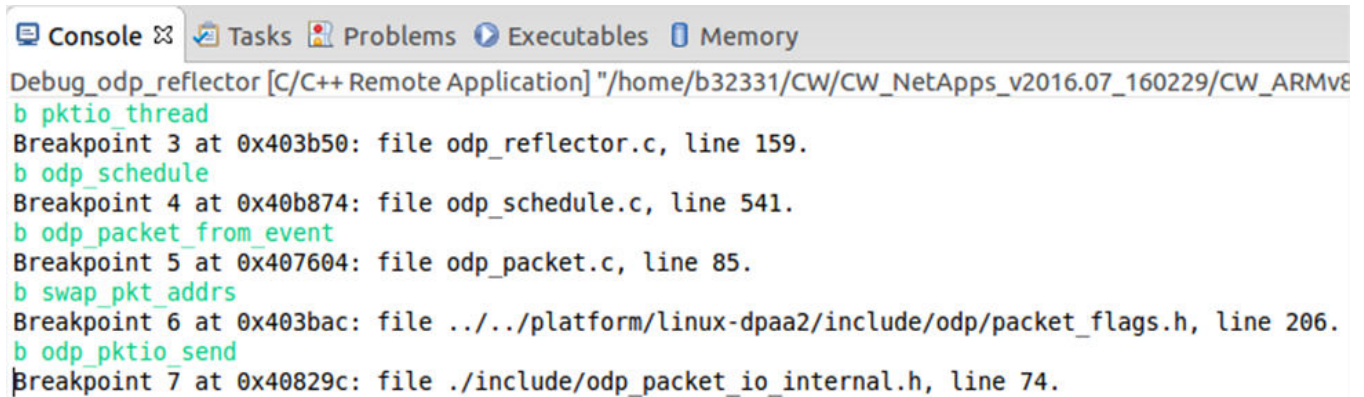 Console Tasks Problems Executables Memory
Debug_odp_reflector [C/C++ Remote Application] "/home/b32331/CW/CW_NetApps_v2016.07_160229/CW_ARMv8
b pktio_thread
Breakpoint 3 at 0x403b50: file odp_reflector.c, line 159.
b odp_schedule
Breakpoint 4 at 0x40b874: file odp_schedule.c, line 541.
b odp_packet_from_event
Breakpoint 5 at 0x407604: file odp_packet.c, line 85.
b swap_pkt_addrs
Breakpoint 6 at 0x403bac: file ../../platform/linux-dpaa2/include/odp/packet_flags.h, line 206.
b odp_pktio_send
Breakpoint 7 at 0x40829c: file ./include/odp_packet_io_internal.h, line 74.